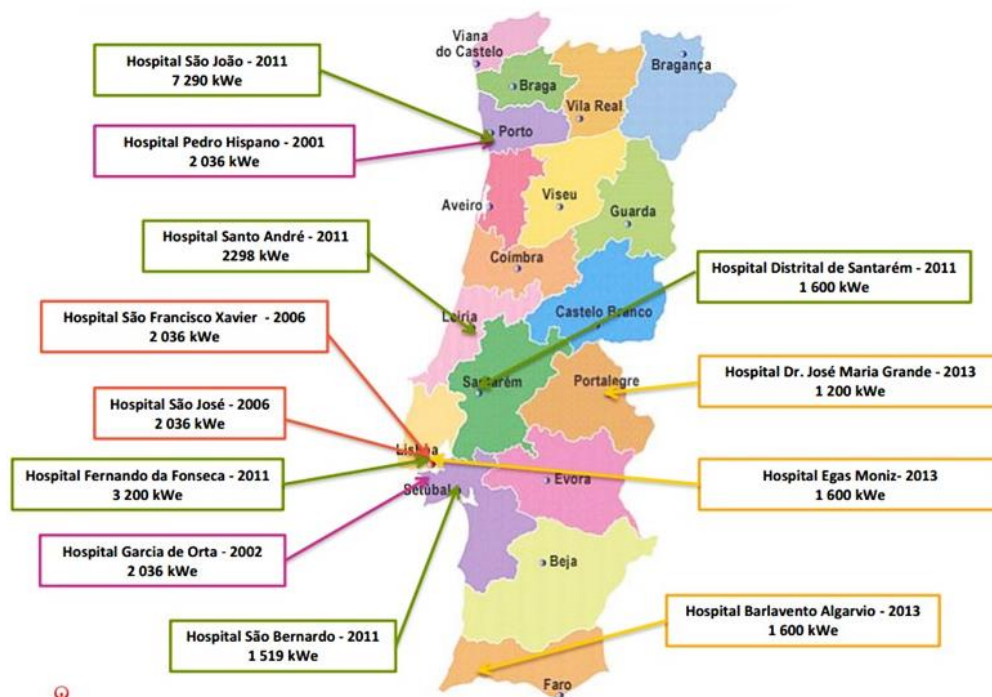 Viana
do Castelo
Bragança
Hospital São João - 2011
7 290 kWe
Braga
Vila Real
Hospital Pedro Hispano - 2001
2 036 kWe
Porto
Aveiro
Viseu
Guarda
Hospital Santo André - 2011
2298 kWe
Coimbra
Hospital Distrital de Santarém - 2011
1 600 kWe
Hospital São Francisco Xavier - 2006
2 036 kWe
Leiria
Castelo Branco
Hospital Dr. José Maria Grande - 2013
1 200 kWe
Santarém
Portalegre
Hospital São José - 2006
2 036 kWe
Lisboa
Hospital Fernando da Fonseca - 2011
3 200 kWe
Hospital Egas Moniz- 2013
1 600 kWe
Setúbal
Evora
Hospital Garcia de Orta - 2002
2 036 kWe
Beja
Hospital São Bernardo - 2011
1 519 kWe
Hospital Barlavento Algarvio - 2013
1 600 kWe
Faro